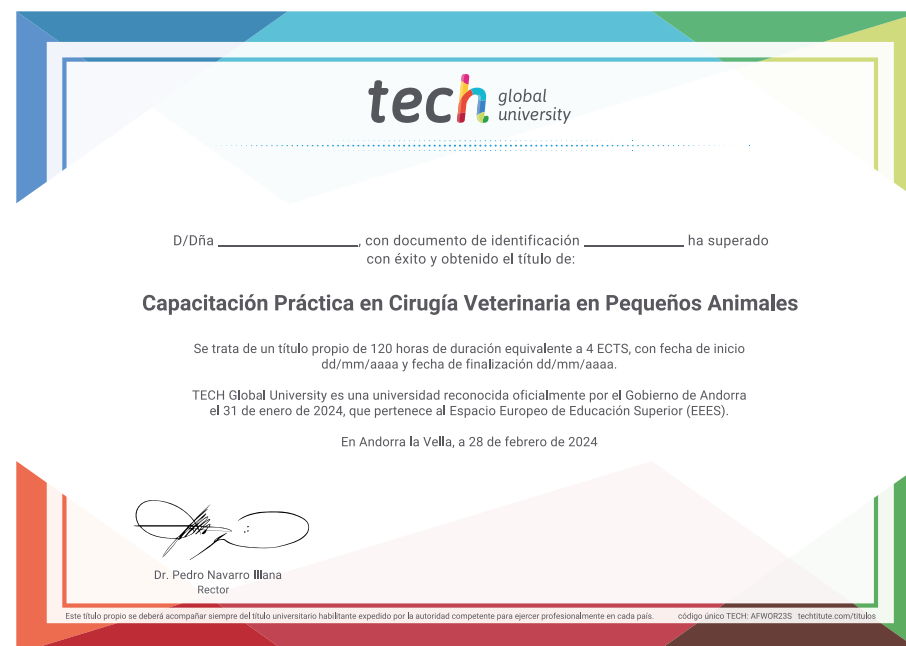 tech global university
D/Dña ____________________, con documento de identificación ______________ ha superado
con éxito y obtenido el título de:
Capacitación Práctica en Cirugía Veterinaria en Pequeños Animales
Se trata de un título propio de 120 horas de duración equivalente a 4 ECTS, con fecha de inicio
dd/mm/aaaa y fecha de finalización dd/mm/aaaa.
TECH Global University es una universidad reconocida oficialmente por el Gobierno de Andorra
el 31 de enero de 2024, que pertenece al Espacio Europeo de Educación Superior (EEES).
En Andorra la Vella, a 28 de febrero de 2024
Dr. Pedro Navarro Illana
Rector
Este título propio se deberá acompañar siempre del título universitario habilitante expedido por la autoridad competente para ejercer profesionalmente en cada país. código único TECH: AFWOR23S techtitute.com/titulos